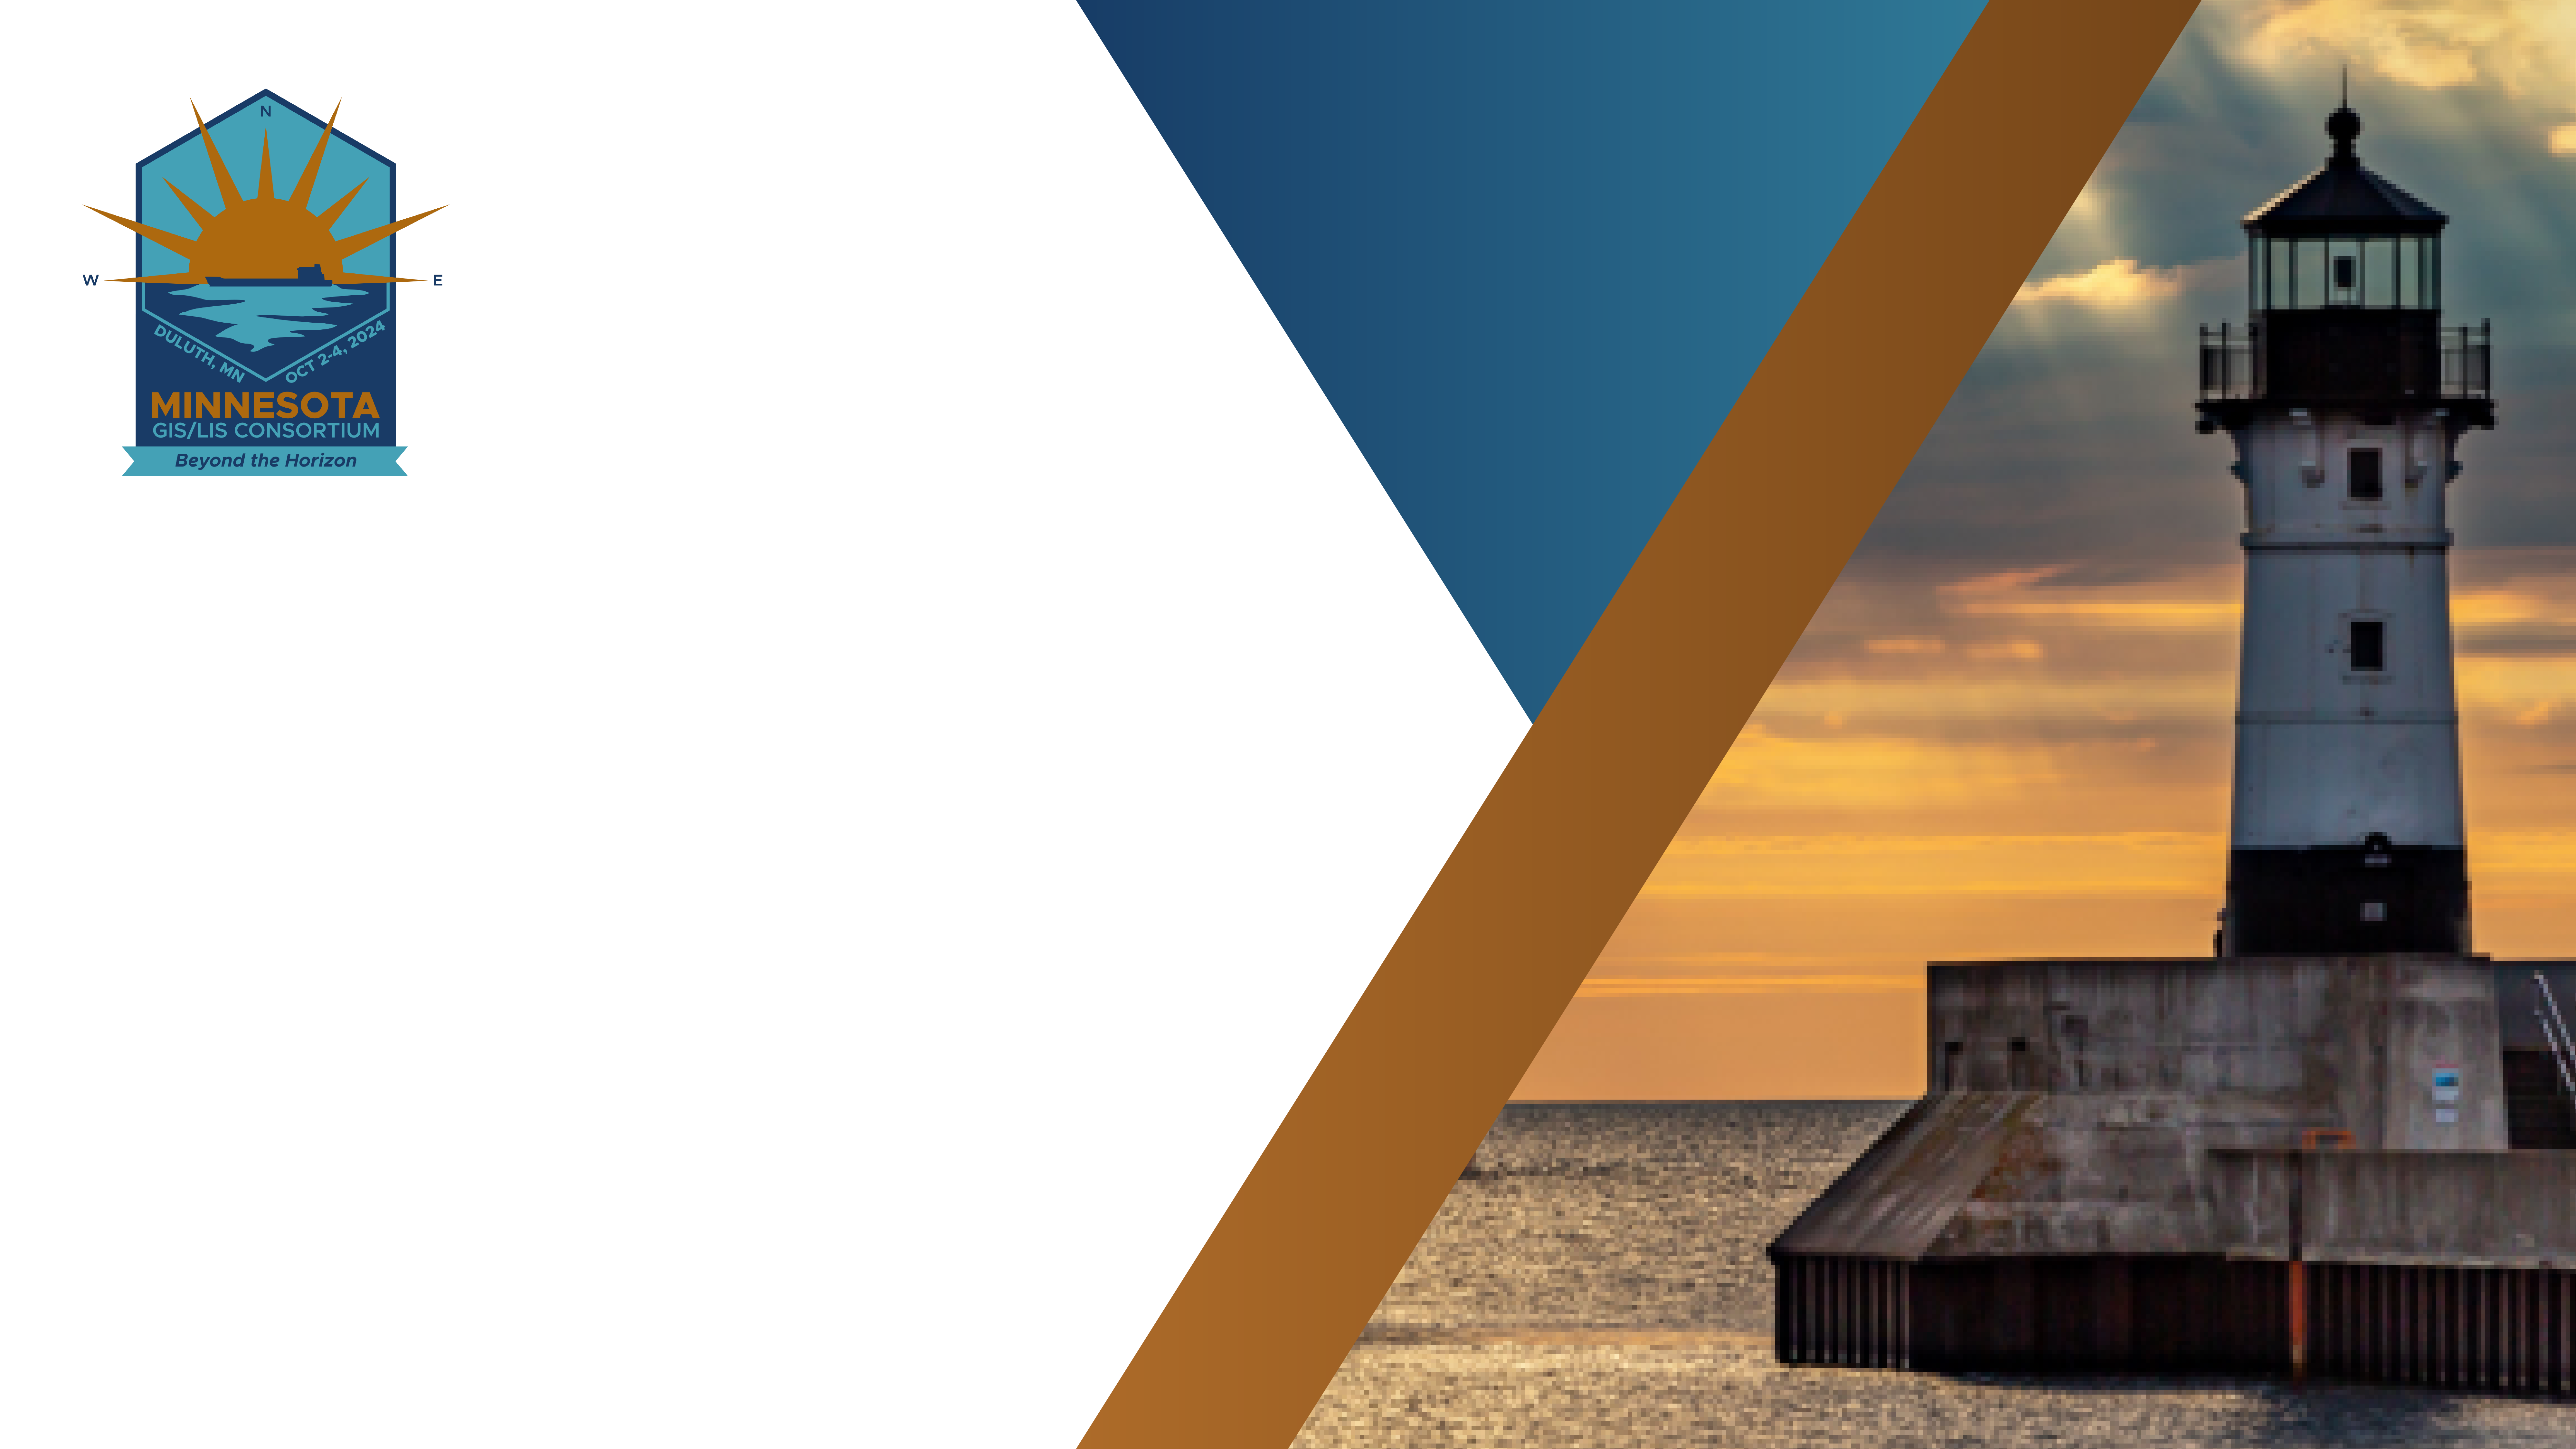 N
W E
DULUTH, MN OCT 2-4, 2024
MINNESOTA
GIS/LIS CONSORTIUM
Beyond the Horizon